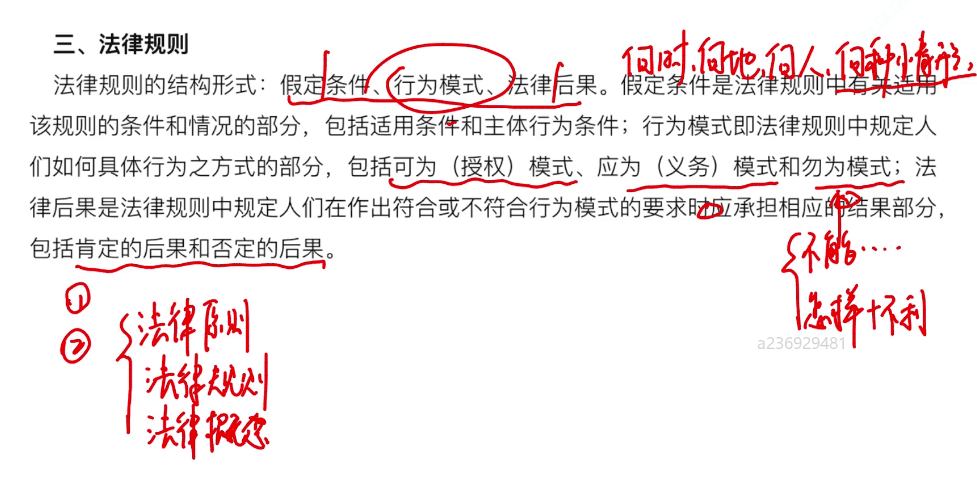 三、法律规则
何时,何地,何人,何种情形,
法律规则的结构形式：假定条件、行为模式、法律后果。假定条件是法律规则中有关适用
该规则的条件和情况的部分，包括适用条件和主体行为条件；行为模式即法律规则中规定人
们如何具体行为之方式的部分，包括可为（授权）模式、应为（义务）模式和勿为模式；法
律后果是法律规则中规定人们在作出符合或不符合行为模式的要求时应承担相应的结果部分，
包括肯定的后果和否定的后果。
不能····
怎样+不利
①
②
法律原则
法律规则
法律概念
a236929481